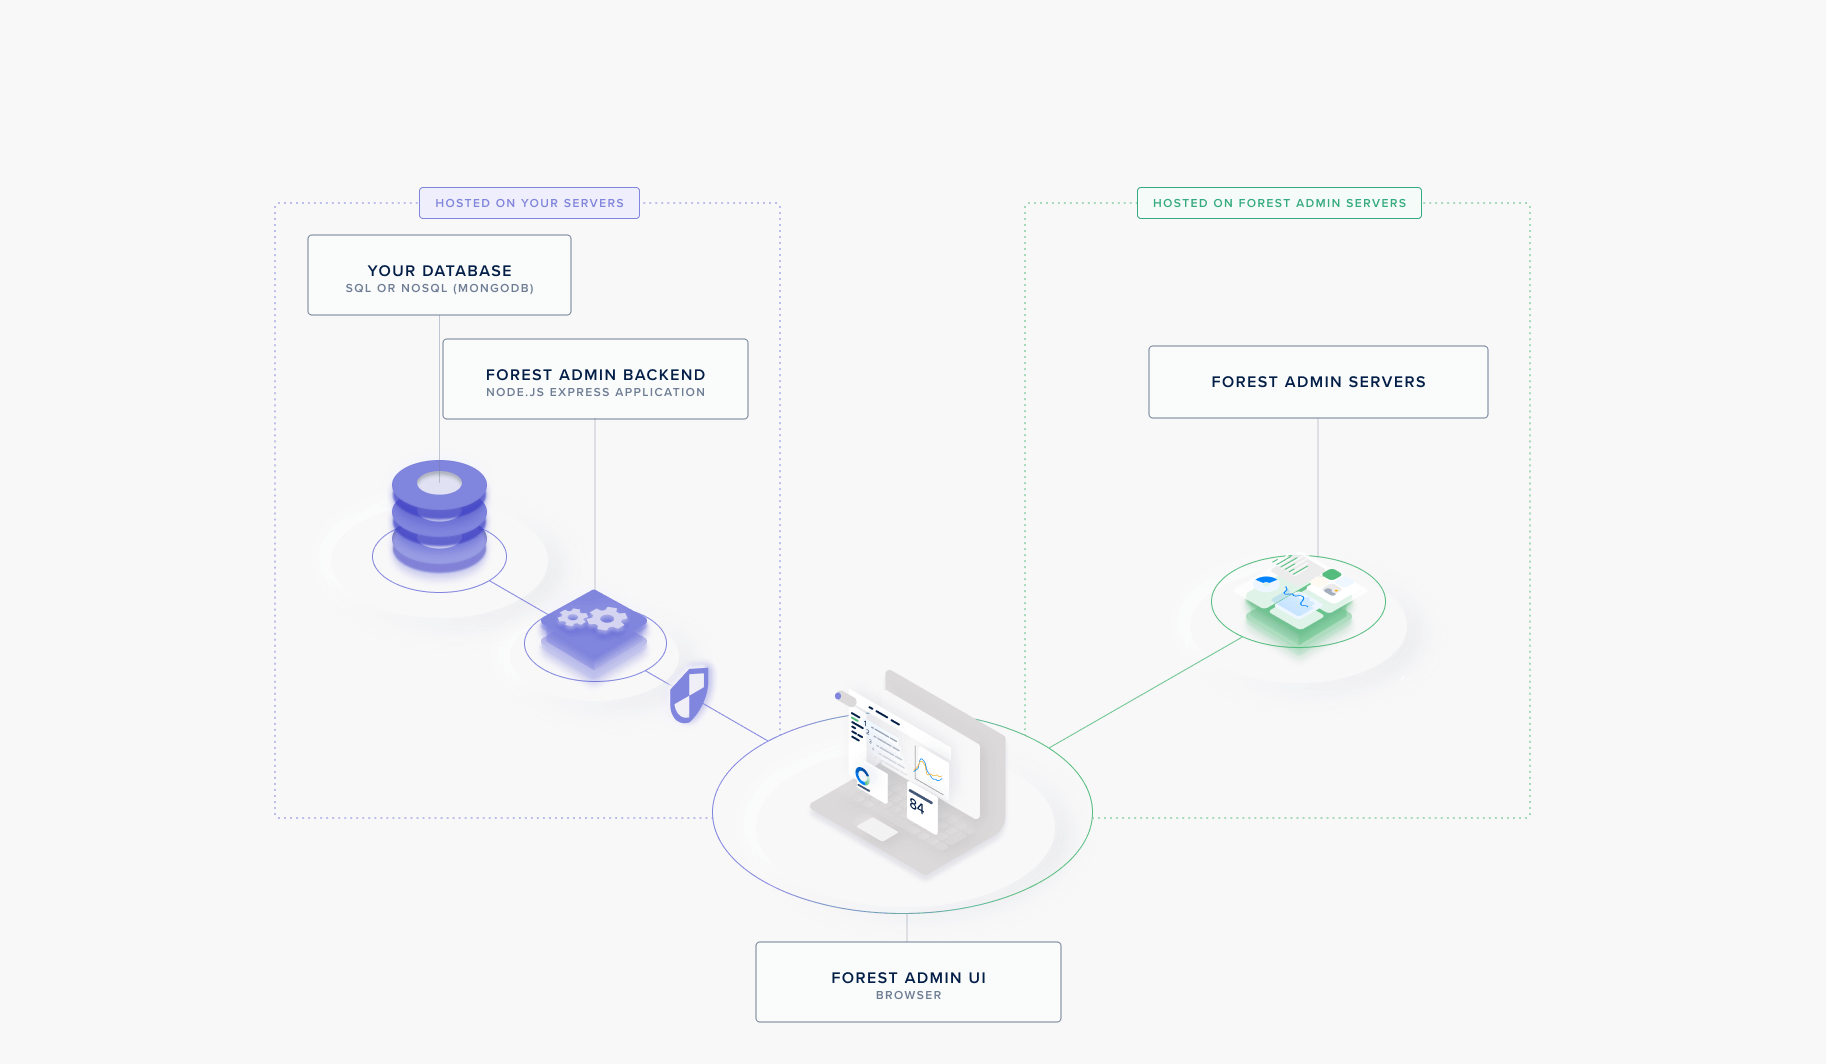 HOSTED ON YOUR SERVERS
HOSTED ON FOREST ADMIN SERVERS
YOUR DATABASE
SQL OR NOSQL (MONGODB)
FOREST ADMIN BACKEND
NODE.JS EXPRESS APPLICATION
FOREST ADMIN SERVERS
84
FOREST ADMIN UI
BROWSER